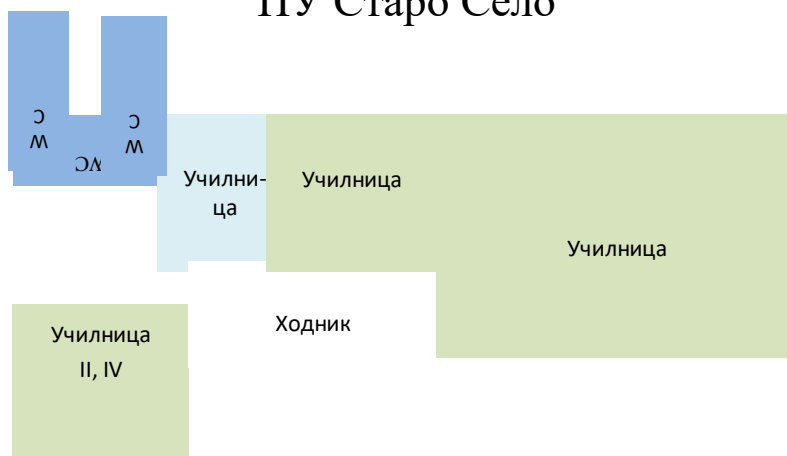 ПУ Старо Село
WC
WC
WC
Училни-
ца
Училница
Училница
Ходник
Училница
II, IV